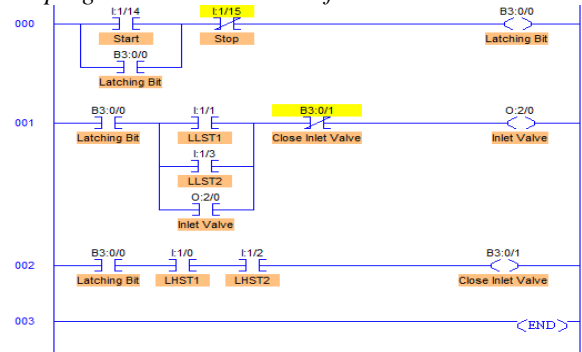 I:1/14 I:1/15 B3:0/0
000
Start Stop Latching Bit
B3:0/0
Latching Bit
B3:0/0 I:1/1 B3:0/1 O:2/0
001
Latching Bit LLST1 Close Inlet Valve Inlet Valve
I:1/3
LLST2
O:2/0
Inlet Valve
B3:0/0 I:1/0 I:1/2 B3:0/1
002
Latching Bit LHST1 LHST2 Close Inlet Valve
003
END